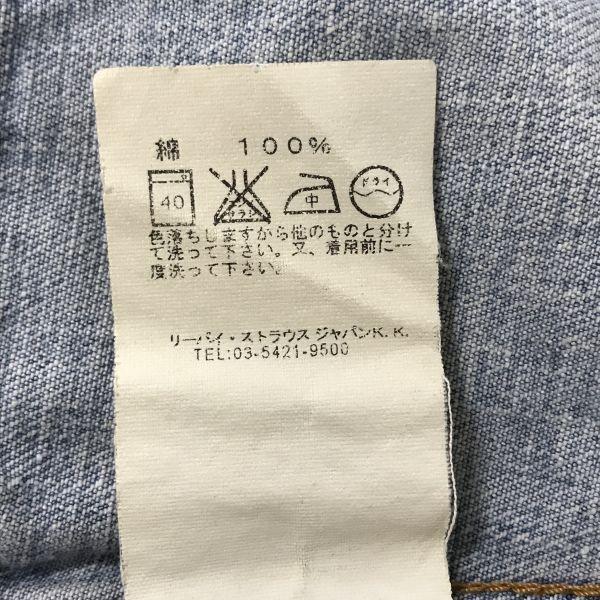 綿 100%
40 サラシ 中 ドライ
色落ちしますから他のものと分け
て洗って下さい。又、着用前に一
度洗って下さい。
リーバイ・ストラウス ジャパンK.K.
TEL:03-5421-9500